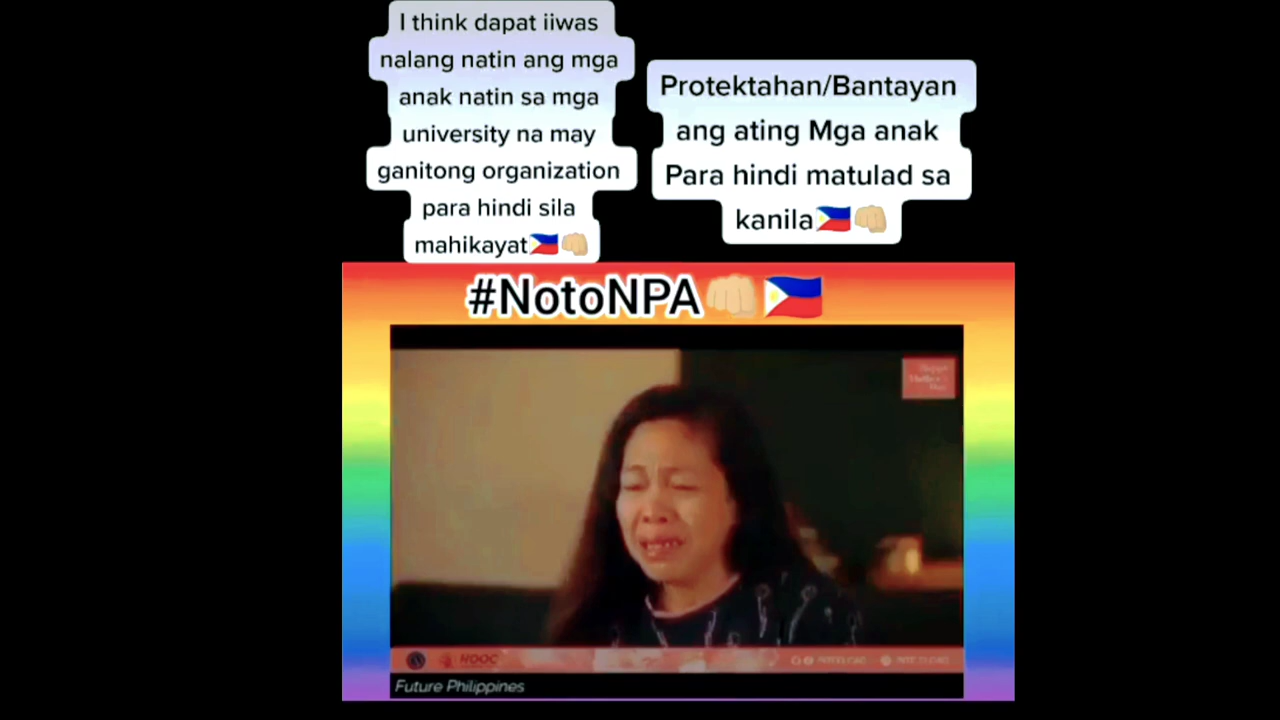 I think dapat iiwas
nalang natin ang mga
anak natin sa mga
university na may
ganitong organization
para hindi sila
mahikayat🇵🇭👊🏼
Protektahan/Bantayan
ang ating Mga anak
Para hindi matulad sa
kanila🇵🇭👊🏼
#NotoNPA👊🏼🇵🇭
Future Philippines